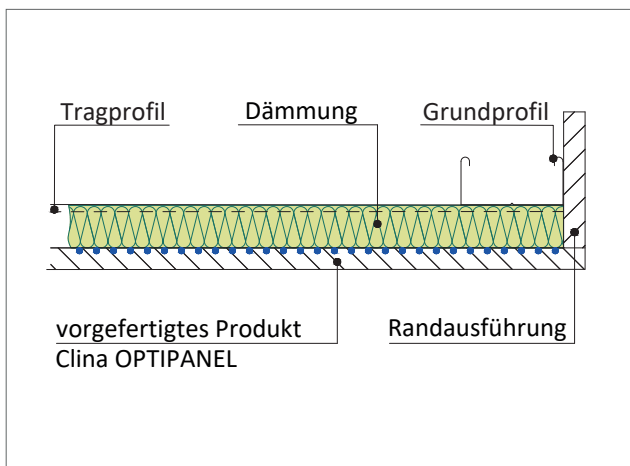 Tragprofil
Dämmung
Grundprofil
vorgefertigtes Produkt
Clina OPTIPANEL
Randausführung